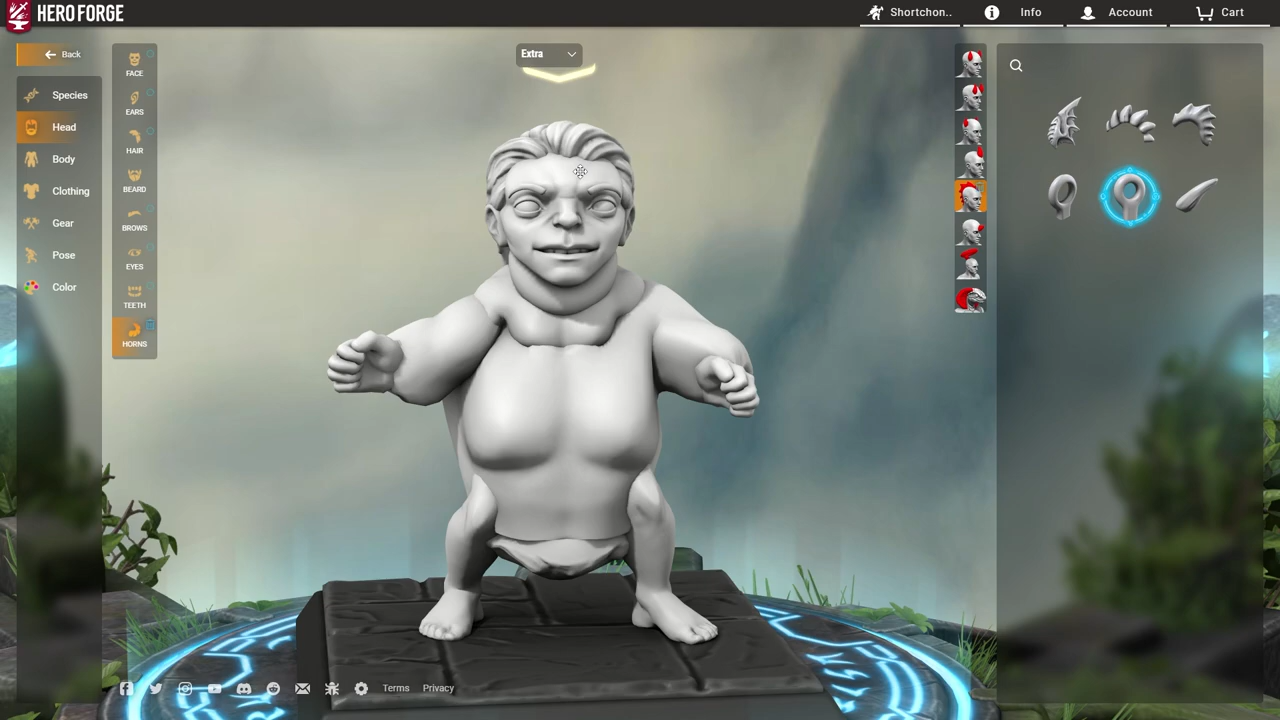 HERO FORGE
Shortchon..
Info
Account
Cart
Back
Extra
Species
Head
Body
Clothing
Gear
Pose
Color
FACE
EARS
HAIR
BEARD
BROWS
EYES
TEETH
HORNS
Terms
Privacy